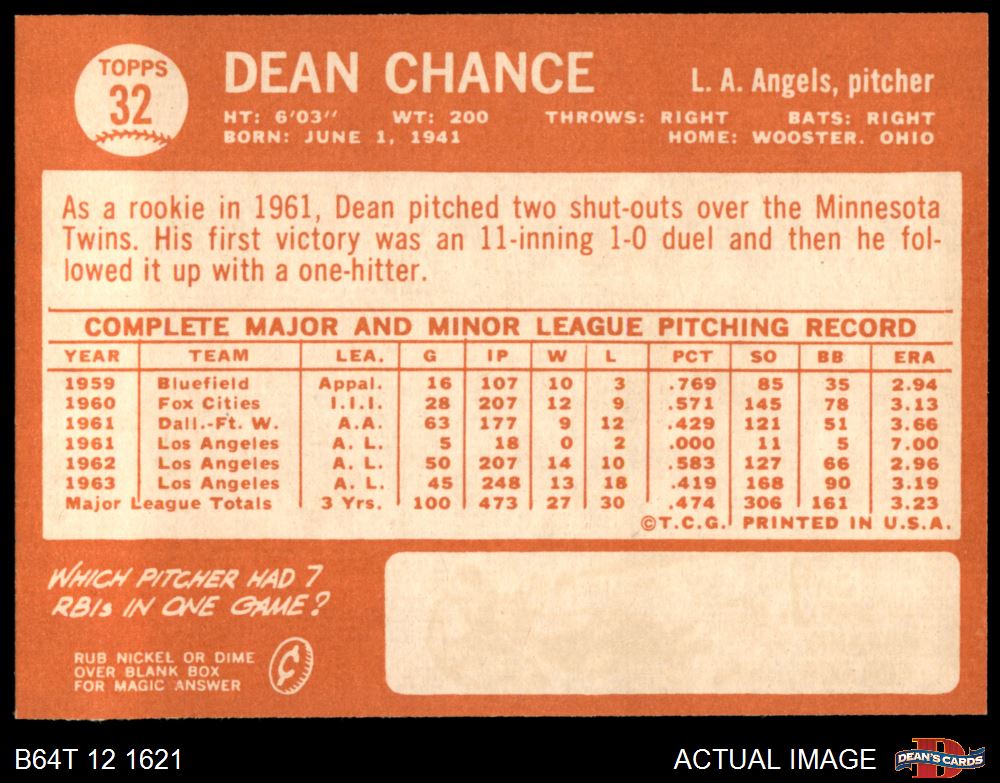 TOPPS
32
DEAN CHANCE
L. A. Angels, pitcher
HT: 6'03" WT: 200 THROWS: RIGHT BATS: RIGHT
BORN: JUNE 1, 1941 HOME: WOOSTER. OHIO
As a rookie in 1961, Dean pitched two shut-outs over the Minnesota
Twins. His first victory was an 11-inning 1-0 duel and then he fol-
lowed it up with a one-hitter.
COMPLETE MAJOR AND MINOR LEAGUE PITCHING RECORD
YEAR TEAM LEA. G IP W L PCT SO BB ERA
1959 Bluefield Appal. 16 107 10 3 .769 85 35 2.94
1960 Fox Cities I.I.I. 28 207 12 9 .571 145 78 3.13
1961 Dall.-Ft. W. A.A. 63 177 9 12 .429 121 51 3.66
1961 Los Angeles A. L. 5 18 0 2 .000 11 5 7.00
1962 Los Angeles A. L. 50 207 14 10 .583 127 66 2.96
1963 Los Angeles A. L. 45 248 13 18 .419 168 90 3.19
Major League Totals 3 Yrs. 100 473 27 30 .474 306 161 3.23
©T.C.G. PRINTED IN U.S.A.
WHICH PITCHER HAD 7
RBIs IN ONE GAME?
RUB NICKEL OR DIME
OVER BLANK BOX
FOR MAGIC ANSWER
¢
B64T 12 1621
ACTUAL IMAGE
D
DEAN'S CARDS